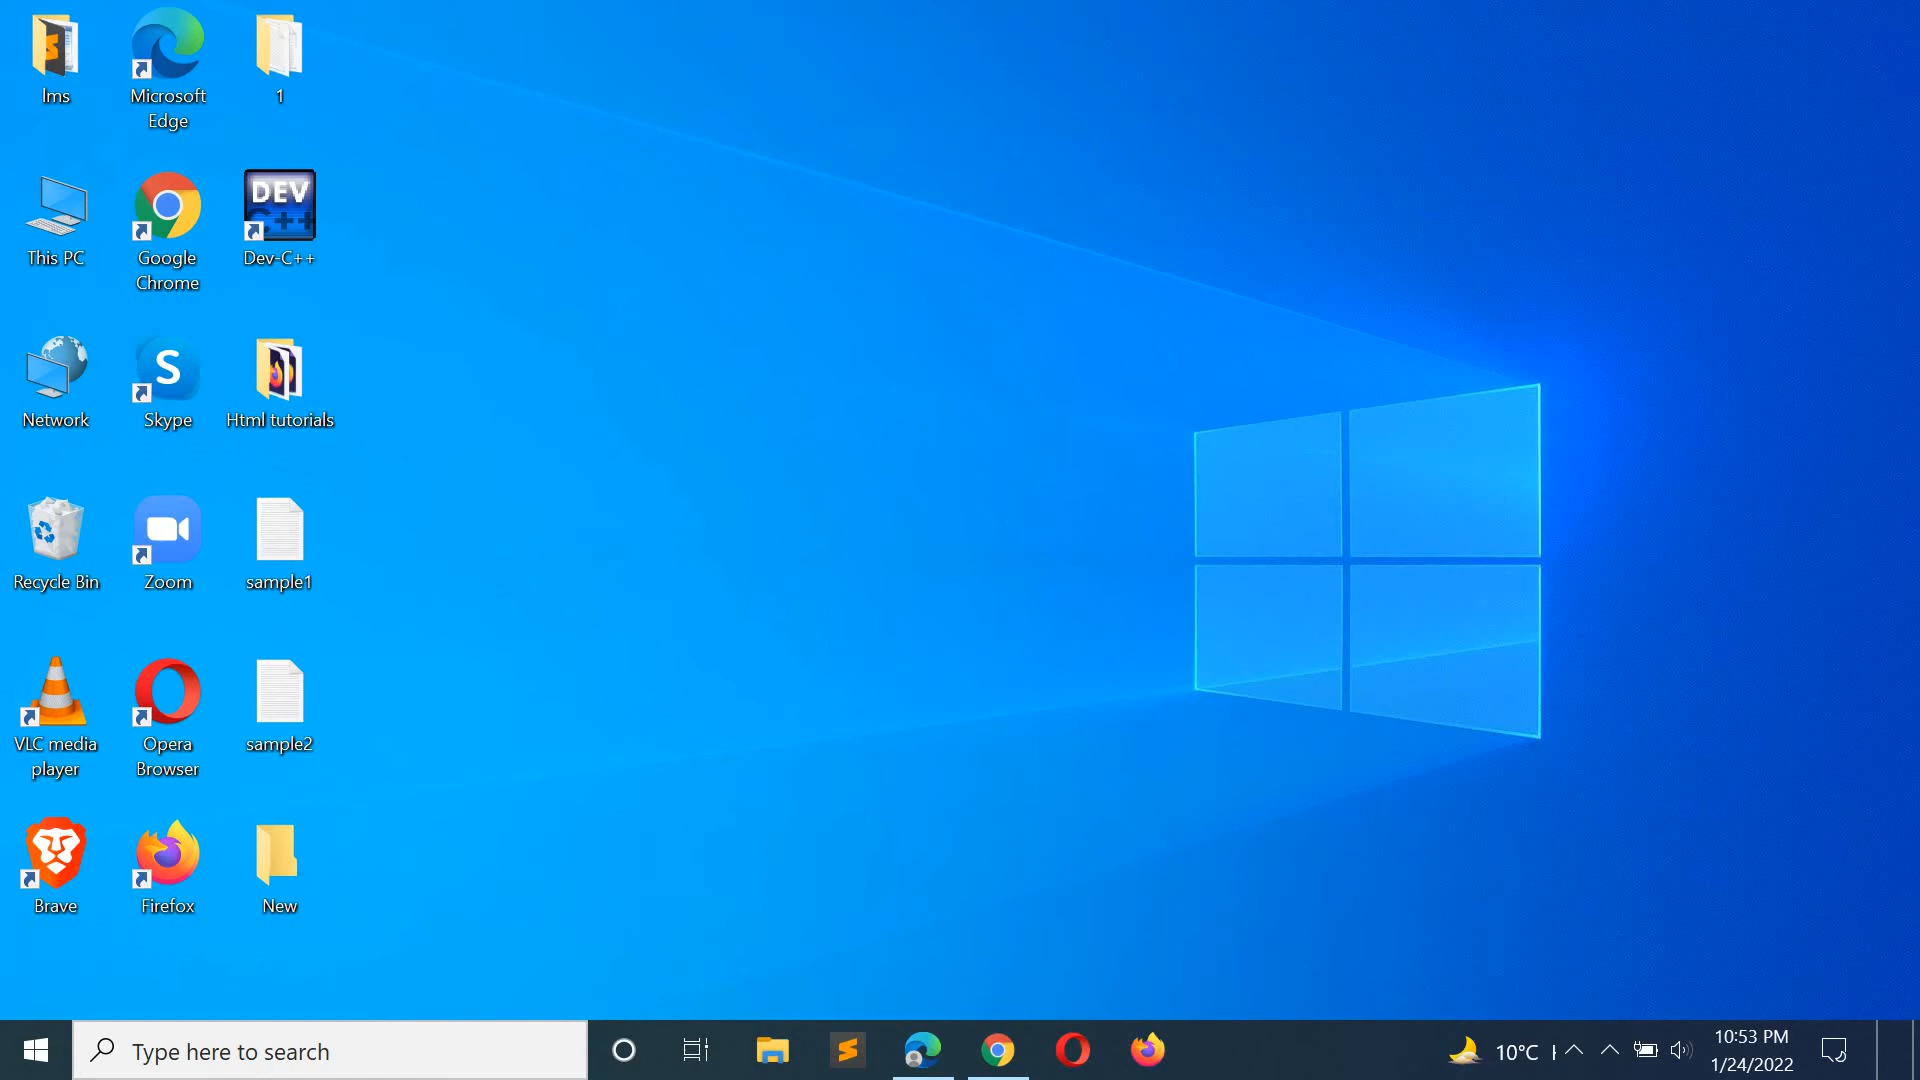 lms
Microsoft
Edge
1
This PC
Google
Chrome
DEV
C++
Dev-C++
Network
S
Skype
Html tutorials
Recycle Bin
Zoom
sample1
VLC media
player
Opera
Browser
sample2
Brave
Firefox
New
Type here to search
10°C
10:53 PM
1/24/2022